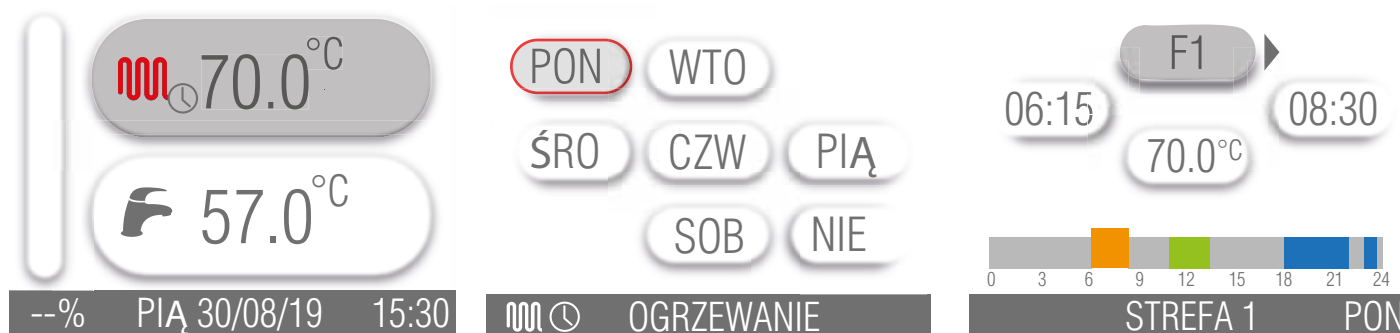 70.0°C
57.0°C
--% PIĄ 30/08/19 15:30
PON WTO
ŚRO CZW PIĄ
SOB NIE
OGRZEWANIE
F1
06:15 08:30
70.0°C
0 3 6 9 12 15 18 21 24
STREFA 1 PON